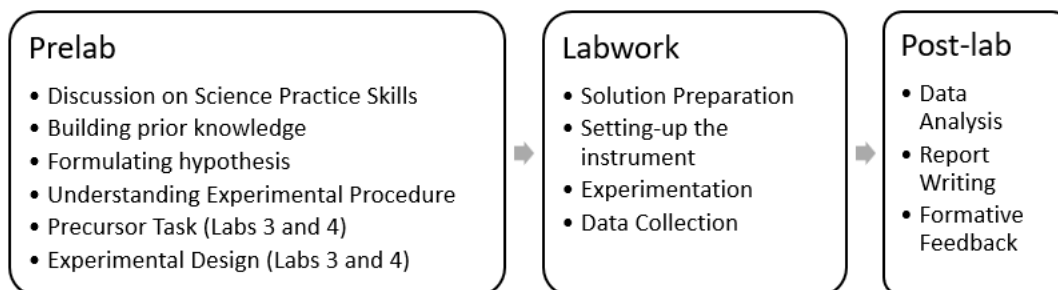 Prelab
• Discussion on Science Practice Skills
• Building prior knowledge
• Formulating hypothesis
• Understanding Experimental Procedure
• Precursor Task (Labs 3 and 4)
• Experimental Design (Labs 3 and 4)
Labwork
• Solution Preparation
• Setting-up the
instrument
• Experimentation
• Data Collection
Post-lab
• Data
Analysis
• Report
Writing
• Formative
Feedback